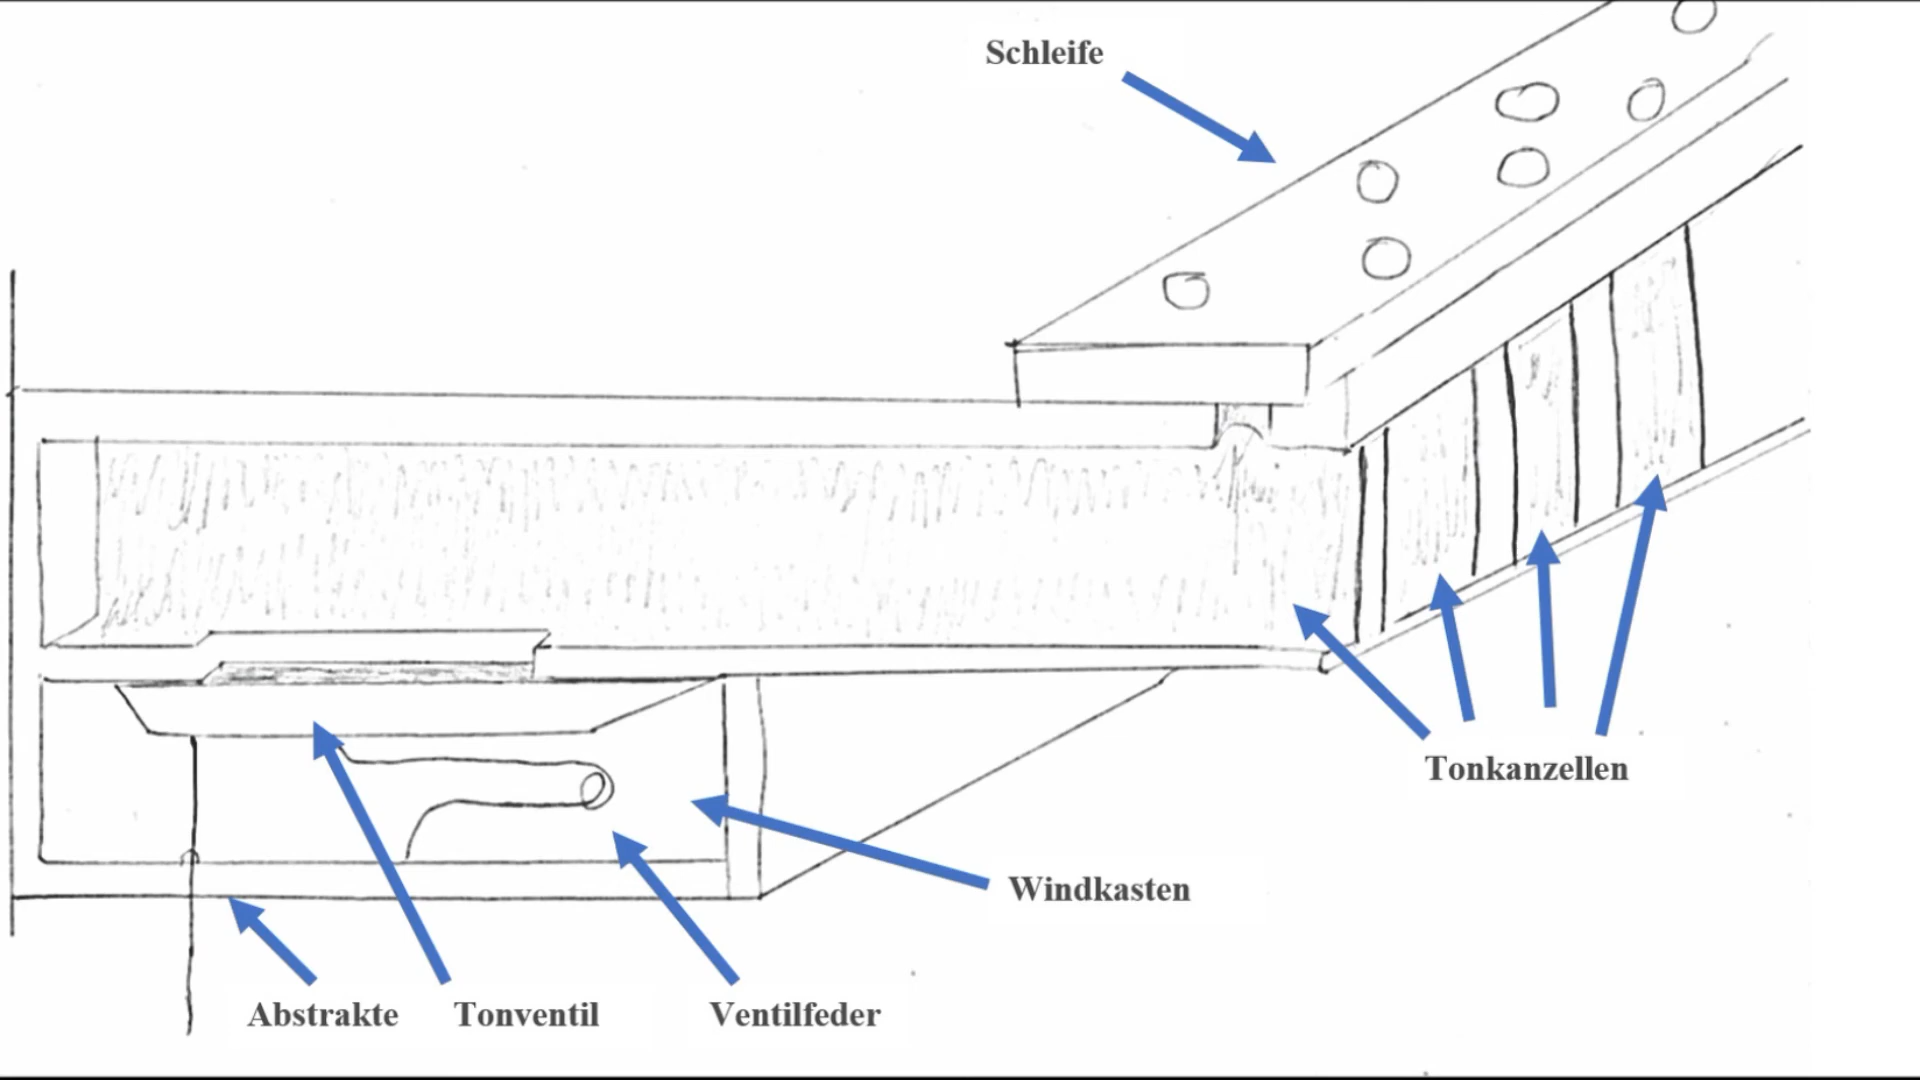 Schleife
Tonkanzellen
Windkasten
Abstrakte
Tonventil
Ventilfeder